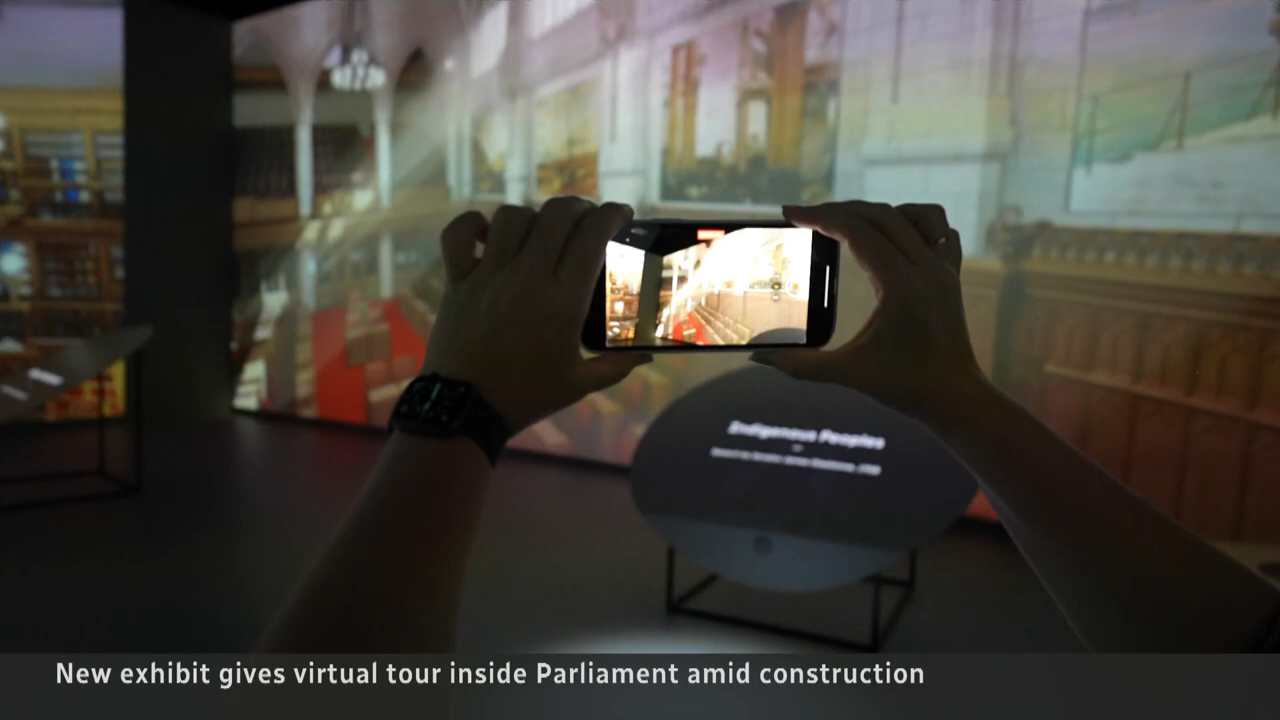 Indigenous Peoples
New exhibit gives virtual tour inside Parliament amid construction